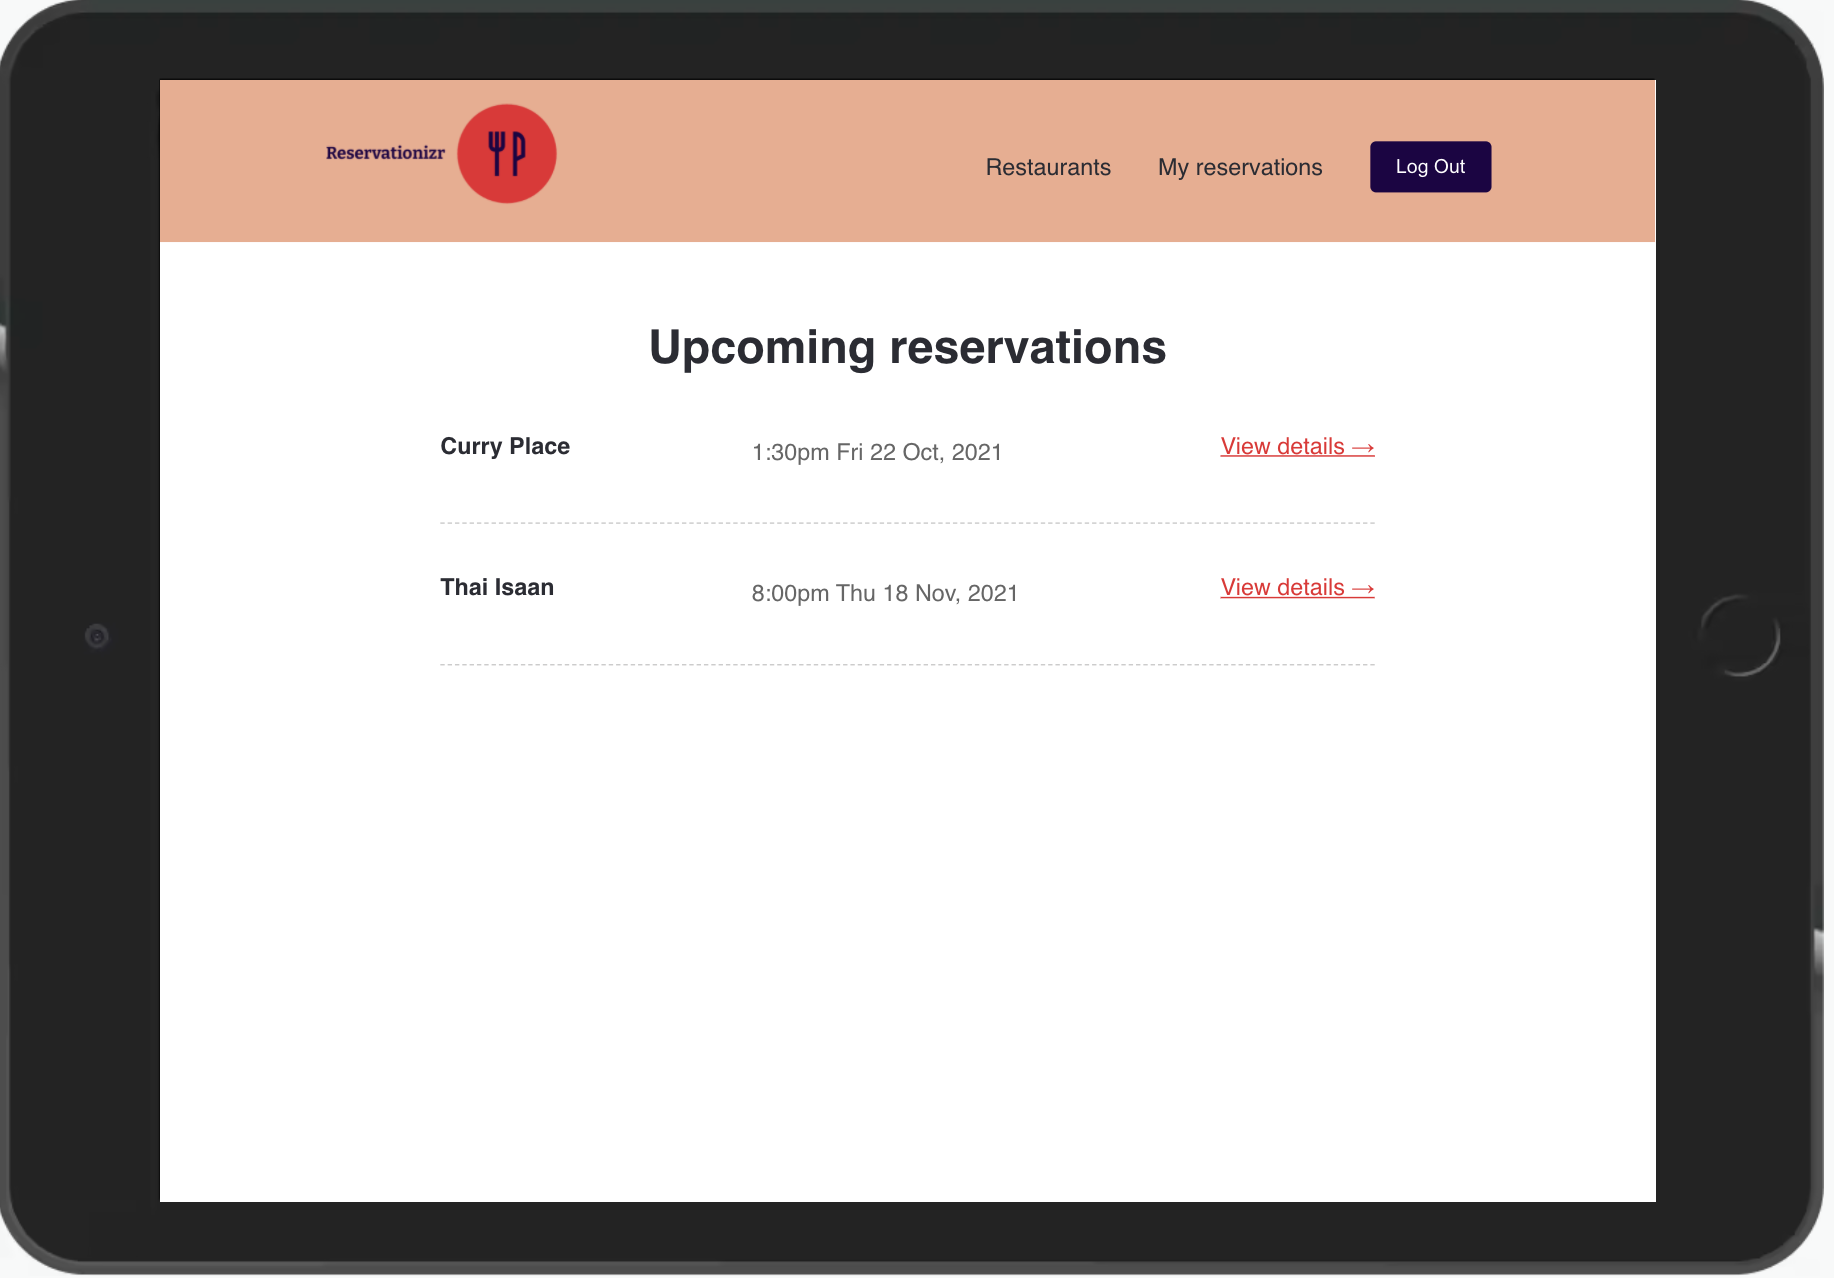 Reservationizr
Restaurants My reservations Log Out
Upcoming reservations
Curry Place 1:30pm Fri 22 Oct, 2021 View details →
Thai Isaan 8:00pm Thu 18 Nov, 2021 View details →